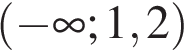 (−∞; 1, 2)